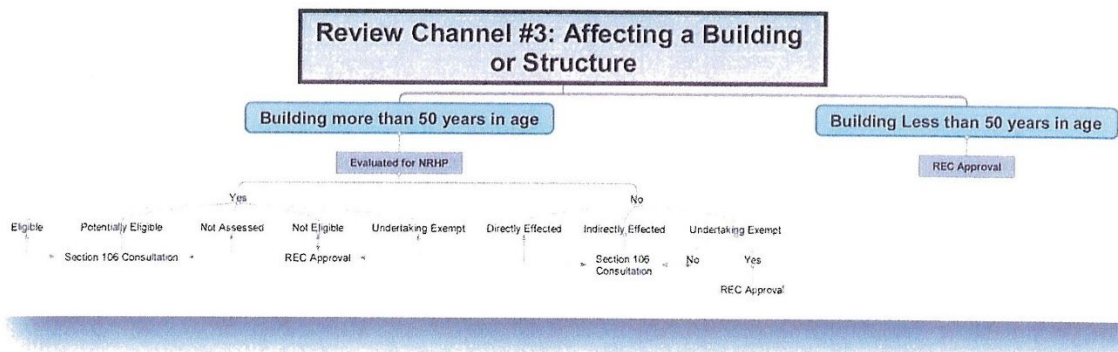 Review Channel #3: Affecting a Building
or Structure
Building more than 50 years in age
Building Less than 50 years in age
Evaluated for NRHP
REC Approval
Yes
No
Eligible
Potentially Eligible
Not Assessed
Not Eligible
Undertaking Exempt
Directly Effected
Indirectly Effected
Undertaking Exempt
Section 106 Consultation
REC Approval
Section 106
Consultation
No
Yes
REC Approval